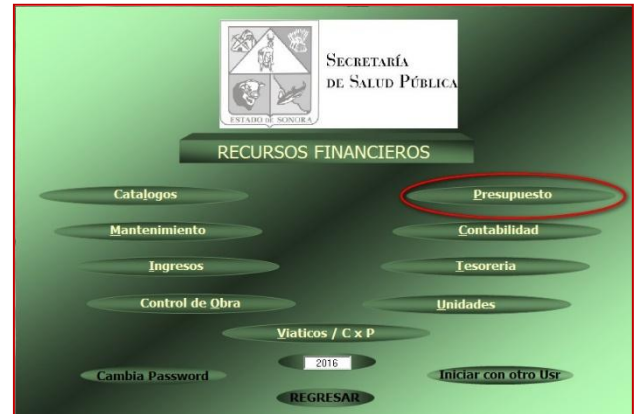 SECRETARÍA
DE SALUD PÚBLICA
ESTADO DE SONORA
RECURSOS FINANCIEROS
Catalogos
Presupuesto
Mantenimiento
Contabilidad
Ingresos
Tesoreria
Control de Obra
Unidades
Viaticos / C x P
2016
Cambia Password
Iniciar con otro Usr
REGRESAR